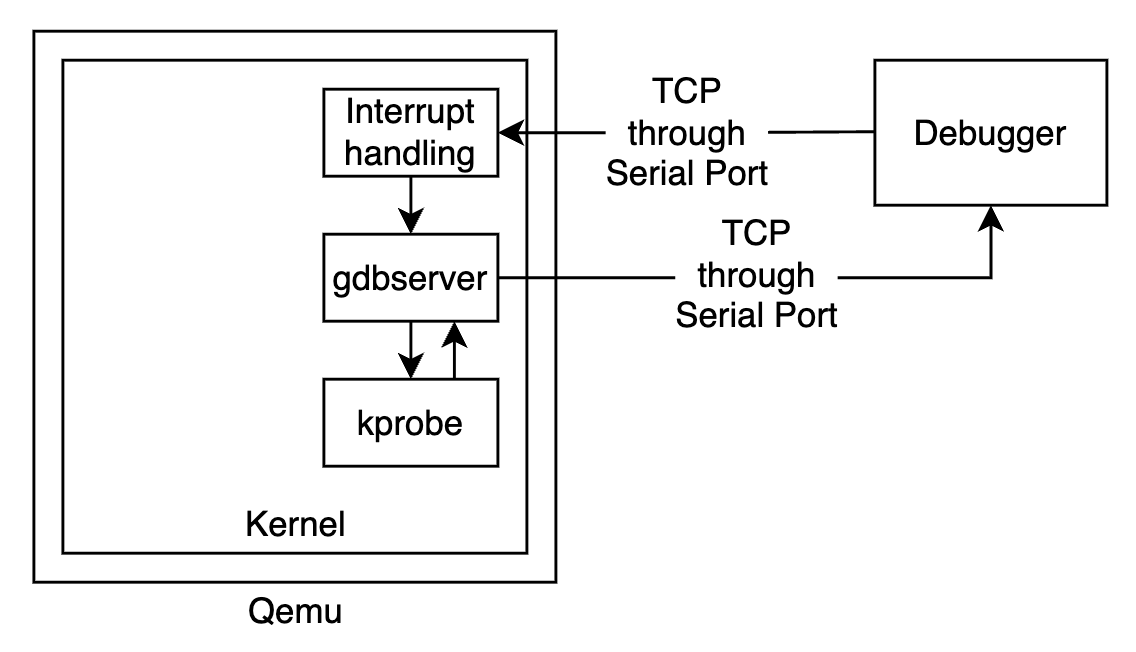 Interrupt
handling
TCP
through
Serial Port
Debugger
gdbserver
TCP
through
Serial Port
kprobe
Kernel
Qemu